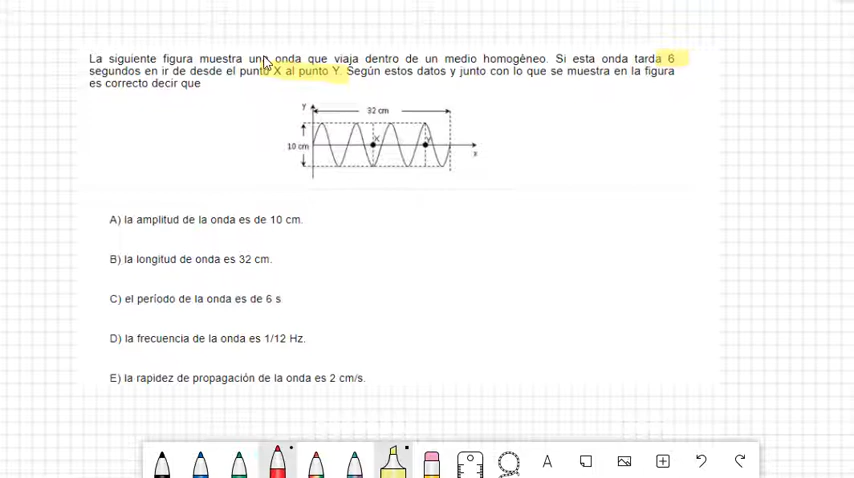 La siguiente figura muestra una onda que viaja dentro de un medio homogéneo. Si esta onda tarda 6
segundos en ir de desde el punto X al punto Y. Según estos datos y junto con lo que se muestra en la figura
es correcto decir que
y
32 cm
X
Y
10 cm
x
A) la amplitud de la onda es de 10 cm.
B) la longitud de onda es 32 cm.
C) el período de la onda es de 6 s
D) la frecuencia de la onda es 1/12 Hz.
E) la rapidez de propagación de la onda es 2 cm/s.
A